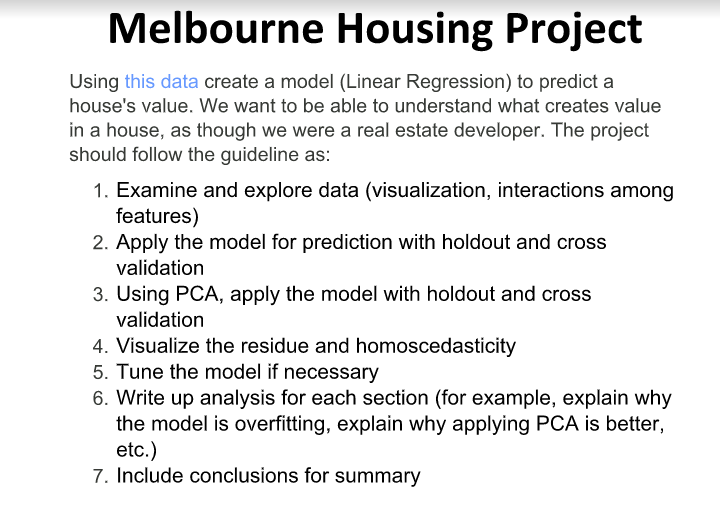 Melbourne Housing Project
Using this data create a model (Linear Regression) to predict a
house's value. We want to be able to understand what creates value
in a house, as though we were a real estate developer. The project
should follow the guideline as:
1. Examine and explore data (visualization, interactions among
features)
2. Apply the model for prediction with holdout and cross
validation
3. Using PCA, apply the model with holdout and cross
validation
4. Visualize the residue and homoscedasticity
5. Tune the model if necessary
6. Write up analysis for each section (for example, explain why
the model is overfitting, explain why applying PCA is better,
etc.)
7. Include conclusions for summary